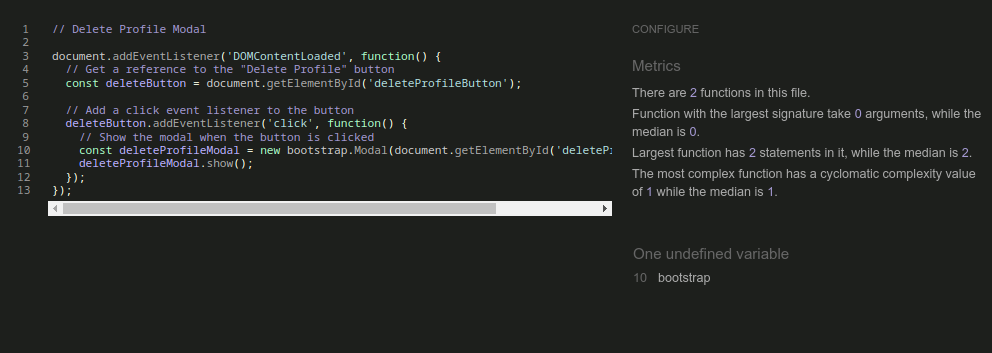 1 // Delete Profile Modal
2
3 document.addEventListener('DOMContentLoaded', function() {
4 // Get a reference to the "Delete Profile" button
5 const deleteButton = document.getElementById('deleteProfileButton');
6
7 // Add a click event listener to the button
8 deleteButton.addEventListener('click', function() {
9 // Show the modal when the button is clicked
10 const deleteProfileModal = new bootstrap.Modal(document.getElementById('deleteP
11 deleteProfileModal.show();
12 });
13 });
CONFIGURE
Metrics
There are 2 functions in this file.
Function with the largest signature take 0 arguments, while the
median is 0.
Largest function has 2 statements in it, while the median is 2.
The most complex function has a cyclomatic complexity value
of 1 while the median is 1.
One undefined variable
10 bootstrap